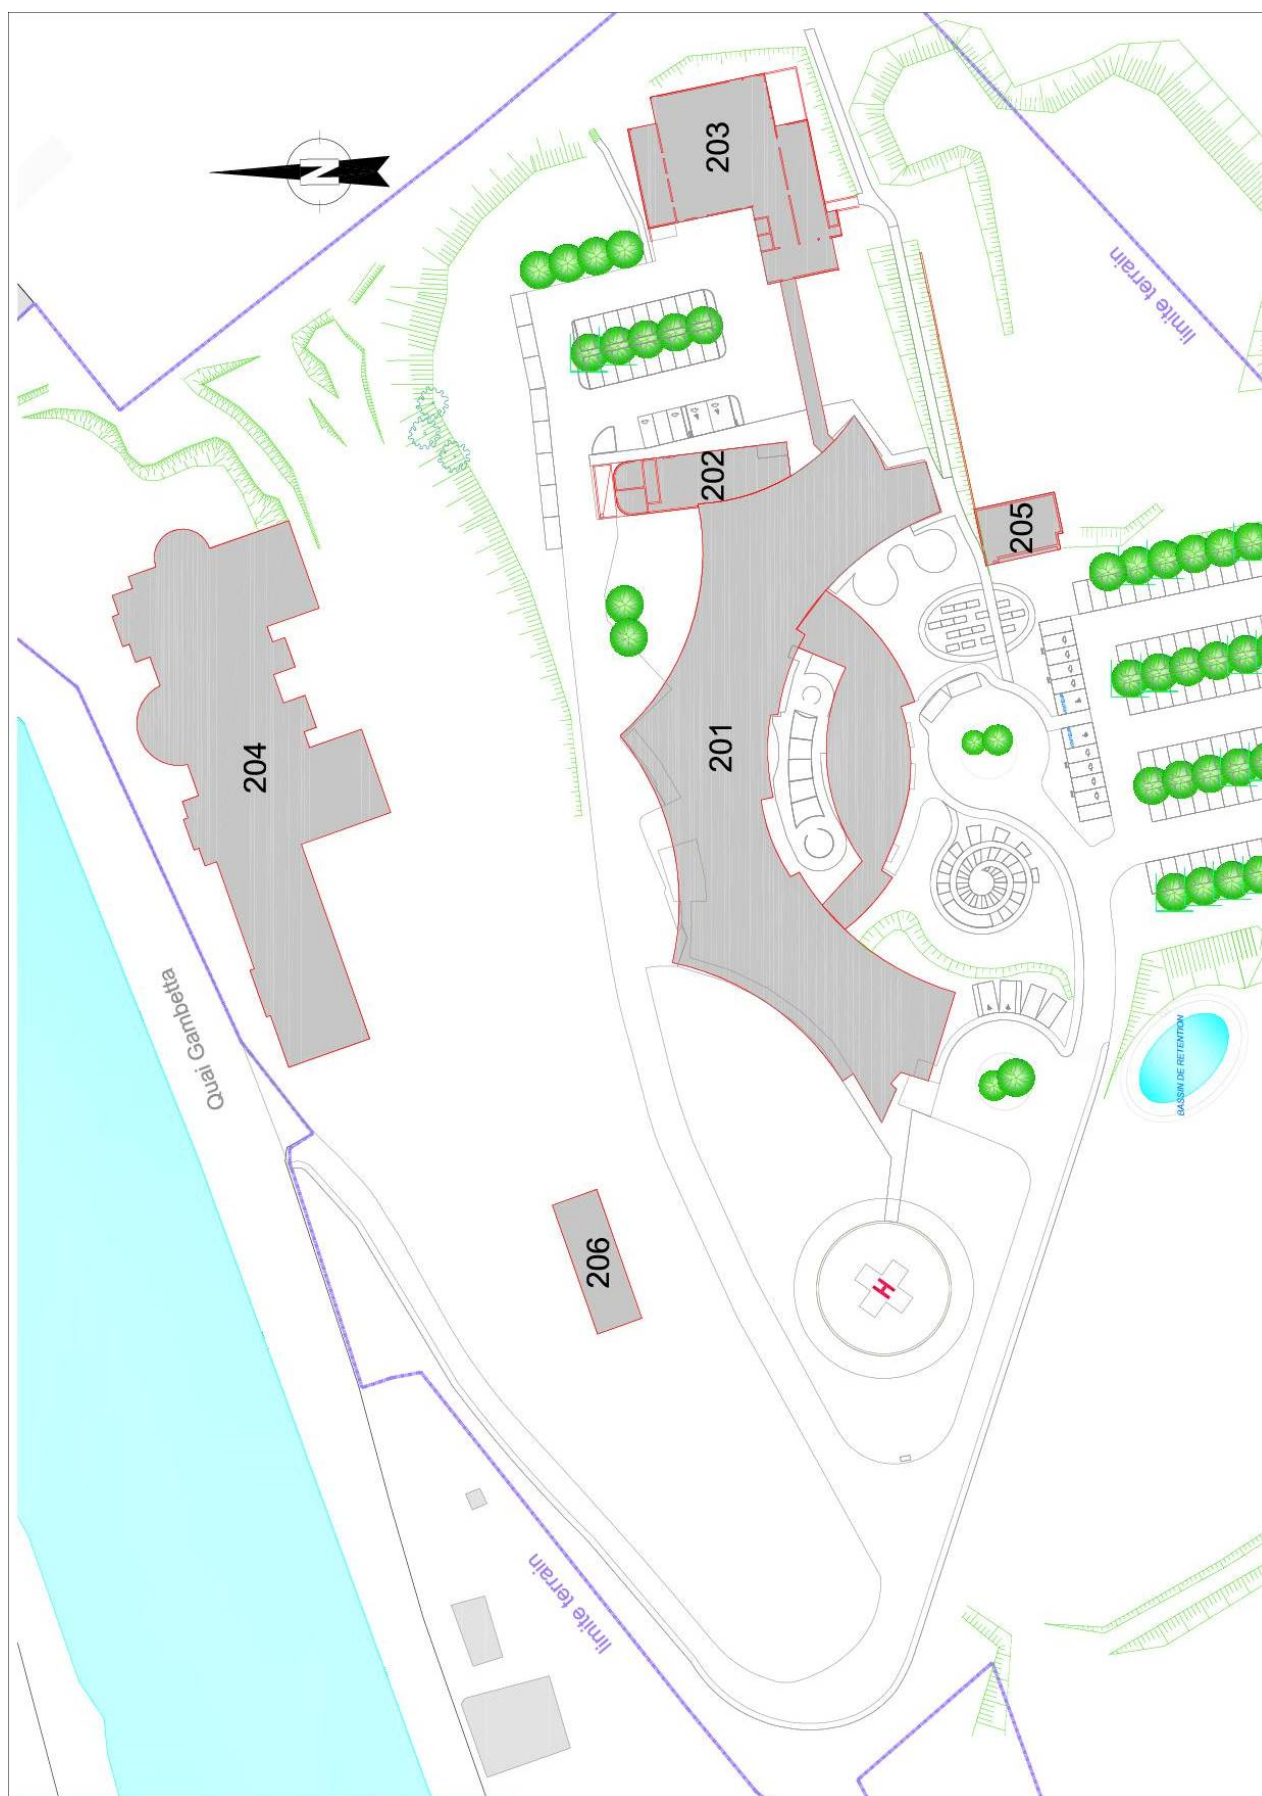 N
203
limite terrain
202
205
201
204
Quai Gambetta
BASSIN DE RETENTION
206
H
limite terrain